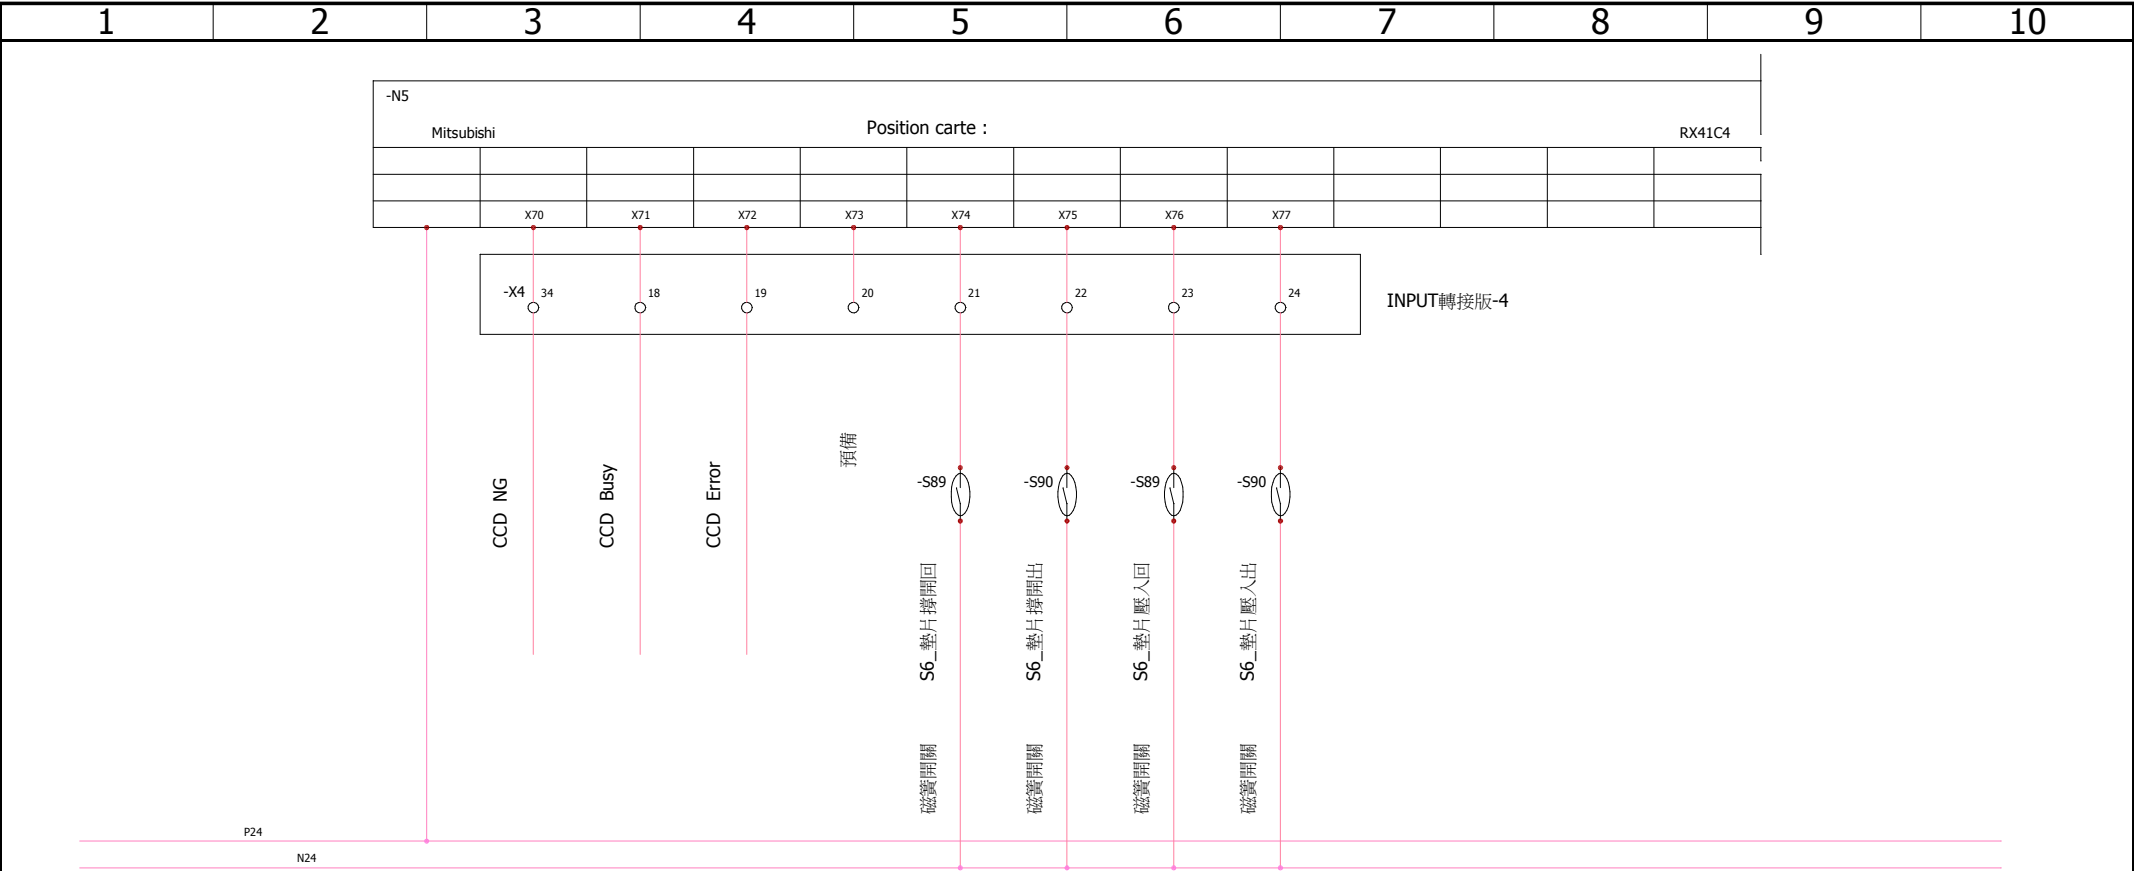 1 2 3 4 5 6 7 8 9 10
-N5
Mitsubishi Position carte : RX41C4
X70 X71 X72 X73 X74 X75 X76 X77
-X4 34 18 19 20 21 22 23 24
INPUT轉接版-4
CCD NG
CCD Busy
CCD Error
預備
-S89 -S90 -S89 -S90
S6_墊片撐開回
S6_墊片撐開出
S6_墊片壓入回
S6_墊片壓入出
磁簧開關
磁簧開關
磁簧開關
磁簧開關
P24
N24